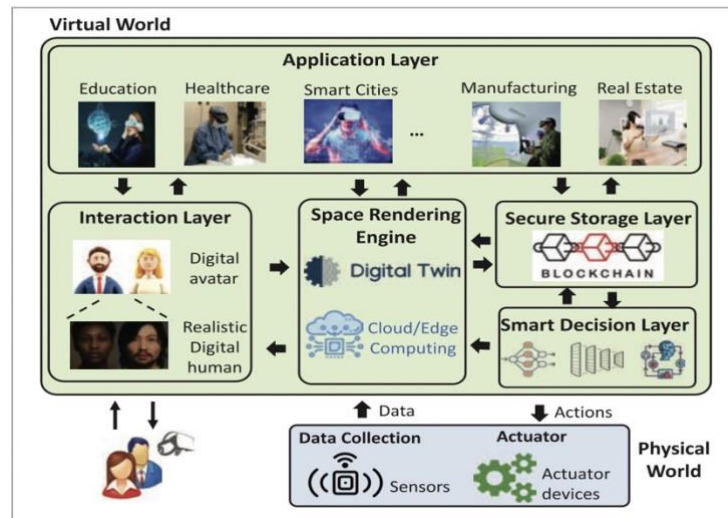 Virtual World
Application Layer
Education
Healthcare
Smart Cities
...
Manufacturing
Real Estate
Interaction Layer
Digital
avatar
Realistic
Digital
human
Space Rendering
Engine
Digital Twin
Cloud/Edge
Computing
Secure Storage Layer
BLOCKCHAIN
Smart Decision Layer
Data
Actions
Data Collection
Sensors
Actuator
Actuator
devices
Physical
World